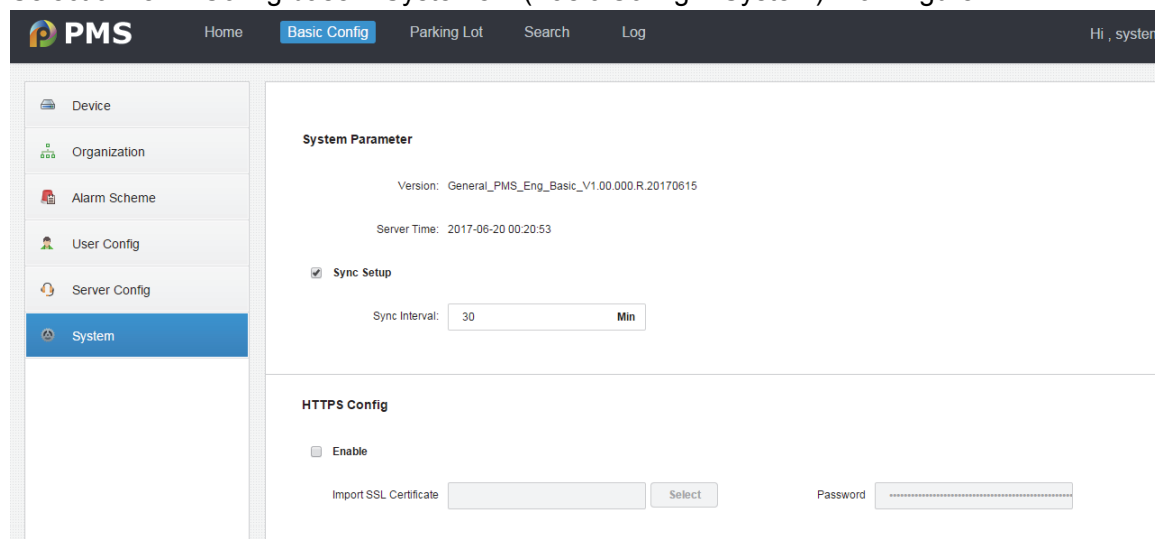 PMS Home Basic Config Parking Lot Search Log Hi , system
Device
Organization
Alarm Scheme
User Config
Server Config
System
System Parameter
Version: General_PMS_Eng_Basic_V1.00.000.R.20170615
Server Time: 2017-06-20 00:20:53
Sync Setup
Sync Interval: 30 Min
HTTPS Config
Enable
Import SSL Certificate Select Password